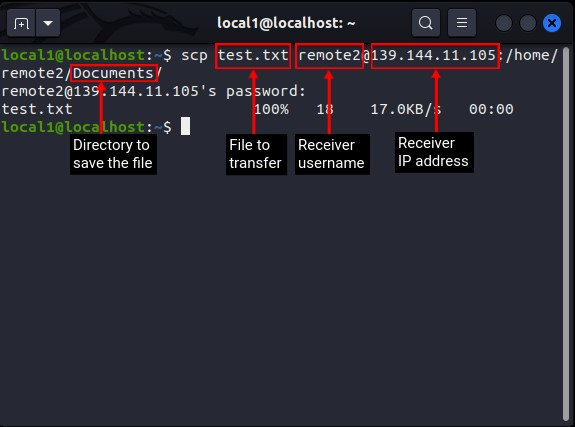 local1@localhost: ~
local1@localhost:~$ scp test.txt remote2@139.144.11.105:/home/
remote2/Documents/
remote2@139.144.11.105's password:
test.txt 100% 18 17.0KB/s 00:00
local1@localhost:~$
Directory to
save the file
File to
transfer
Receiver
username
Receiver
IP address